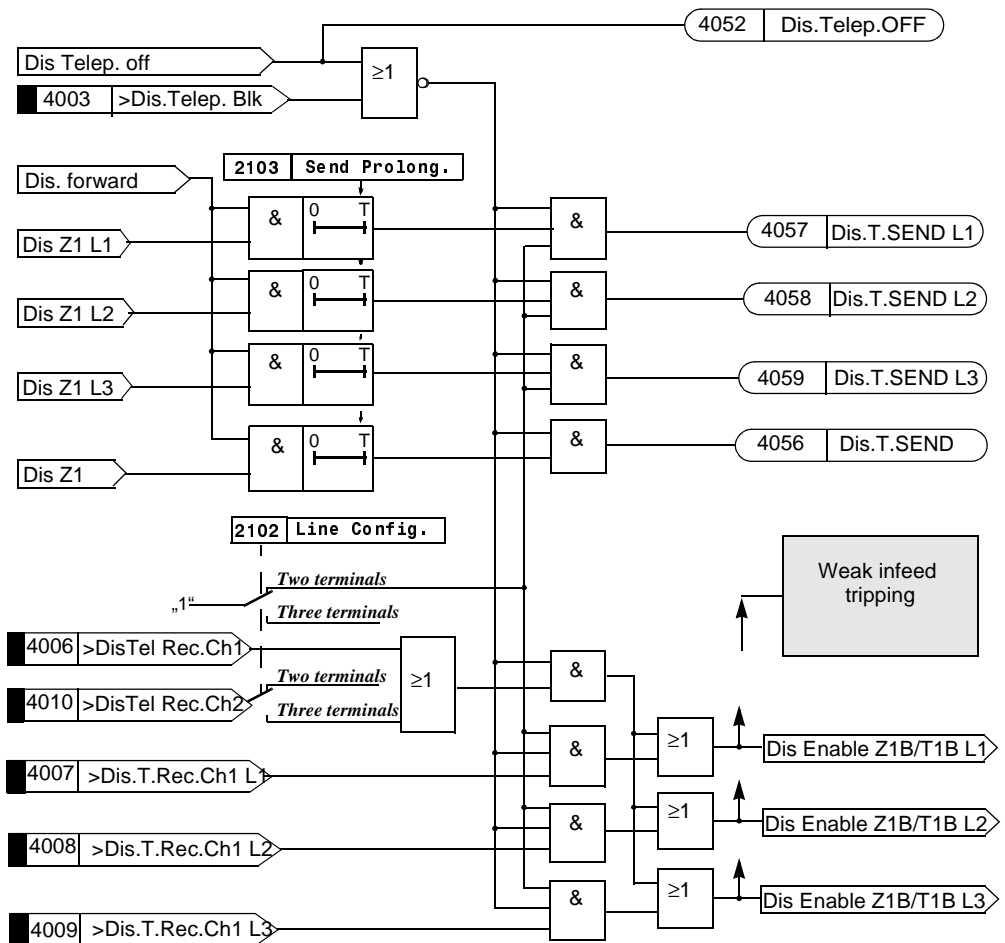 4052 Dis.Telep.OFF
Dis Telep. off
≥1
4003 >Dis.Telep. Blk
2103 Send Prolong.
Dis. forward
& 0 T
&
4057 Dis.T.SEND L1
Dis Z1 L1
& 0 T
&
4058 Dis.T.SEND L2
Dis Z1 L2
& 0 T
&
4059 Dis.T.SEND L3
Dis Z1 L3
& 0 T
&
4056 Dis.T.SEND
Dis Z1
2102 Line Config.
Weak infeed
tripping
Two terminals
„1“
Three terminals
4006 >DisTel Rec.Ch1
≥1
&
Two terminals
4010 >DisTel Rec.Ch2
Three terminals
&
≥1
Dis Enable Z1B/T1B L1
4007 >Dis.T.Rec.Ch1 L1
&
≥1
Dis Enable Z1B/T1B L2
4008 >Dis.T.Rec.Ch1 L2
&
≥1
Dis Enable Z1B/T1B L3
4009 >Dis.T.Rec.Ch1 L3